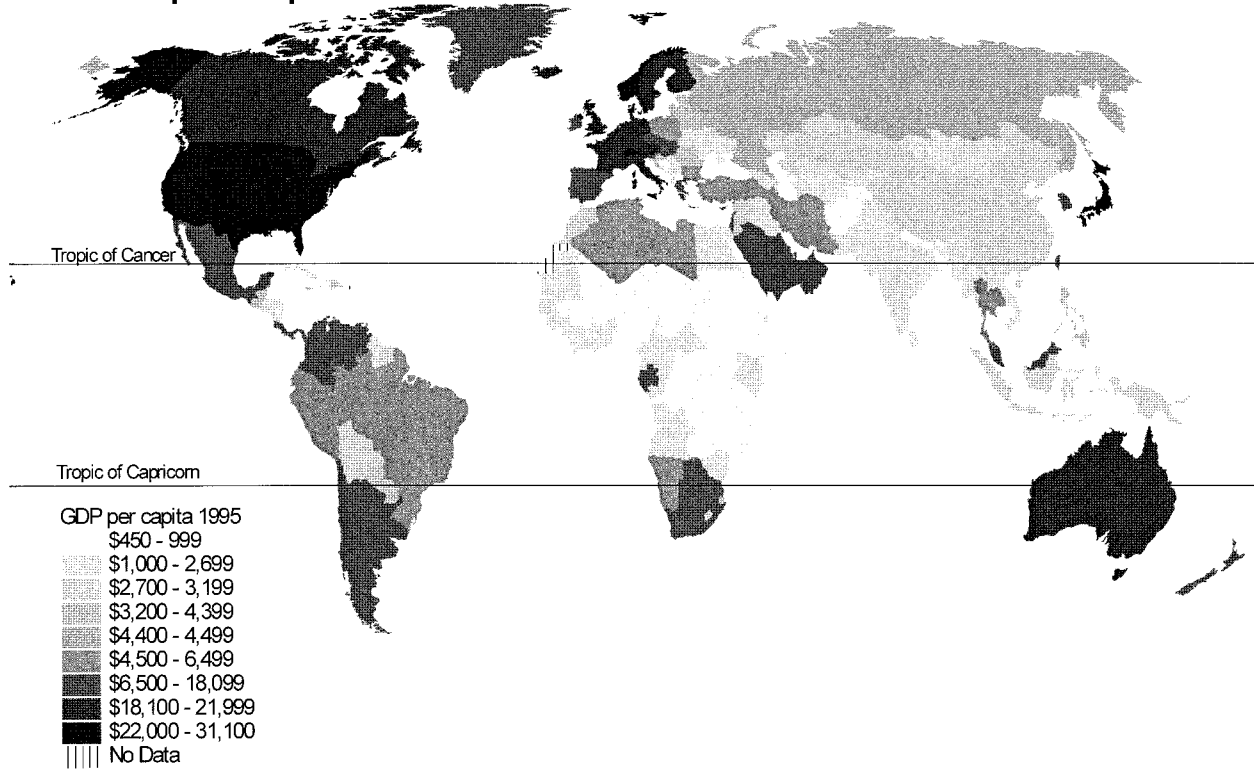 Tropic of Cancer
Tropic of Capricorn
GDP per capita 1995
$450 - 999
$1,000 - 2,699
$2,700 - 3,199
$3,200 - 4,399
$4,400 - 4,499
$4,500 - 6,499
$6,500 - 18,099
$18,100 - 21,999
$22,000 - 31,100
No Data